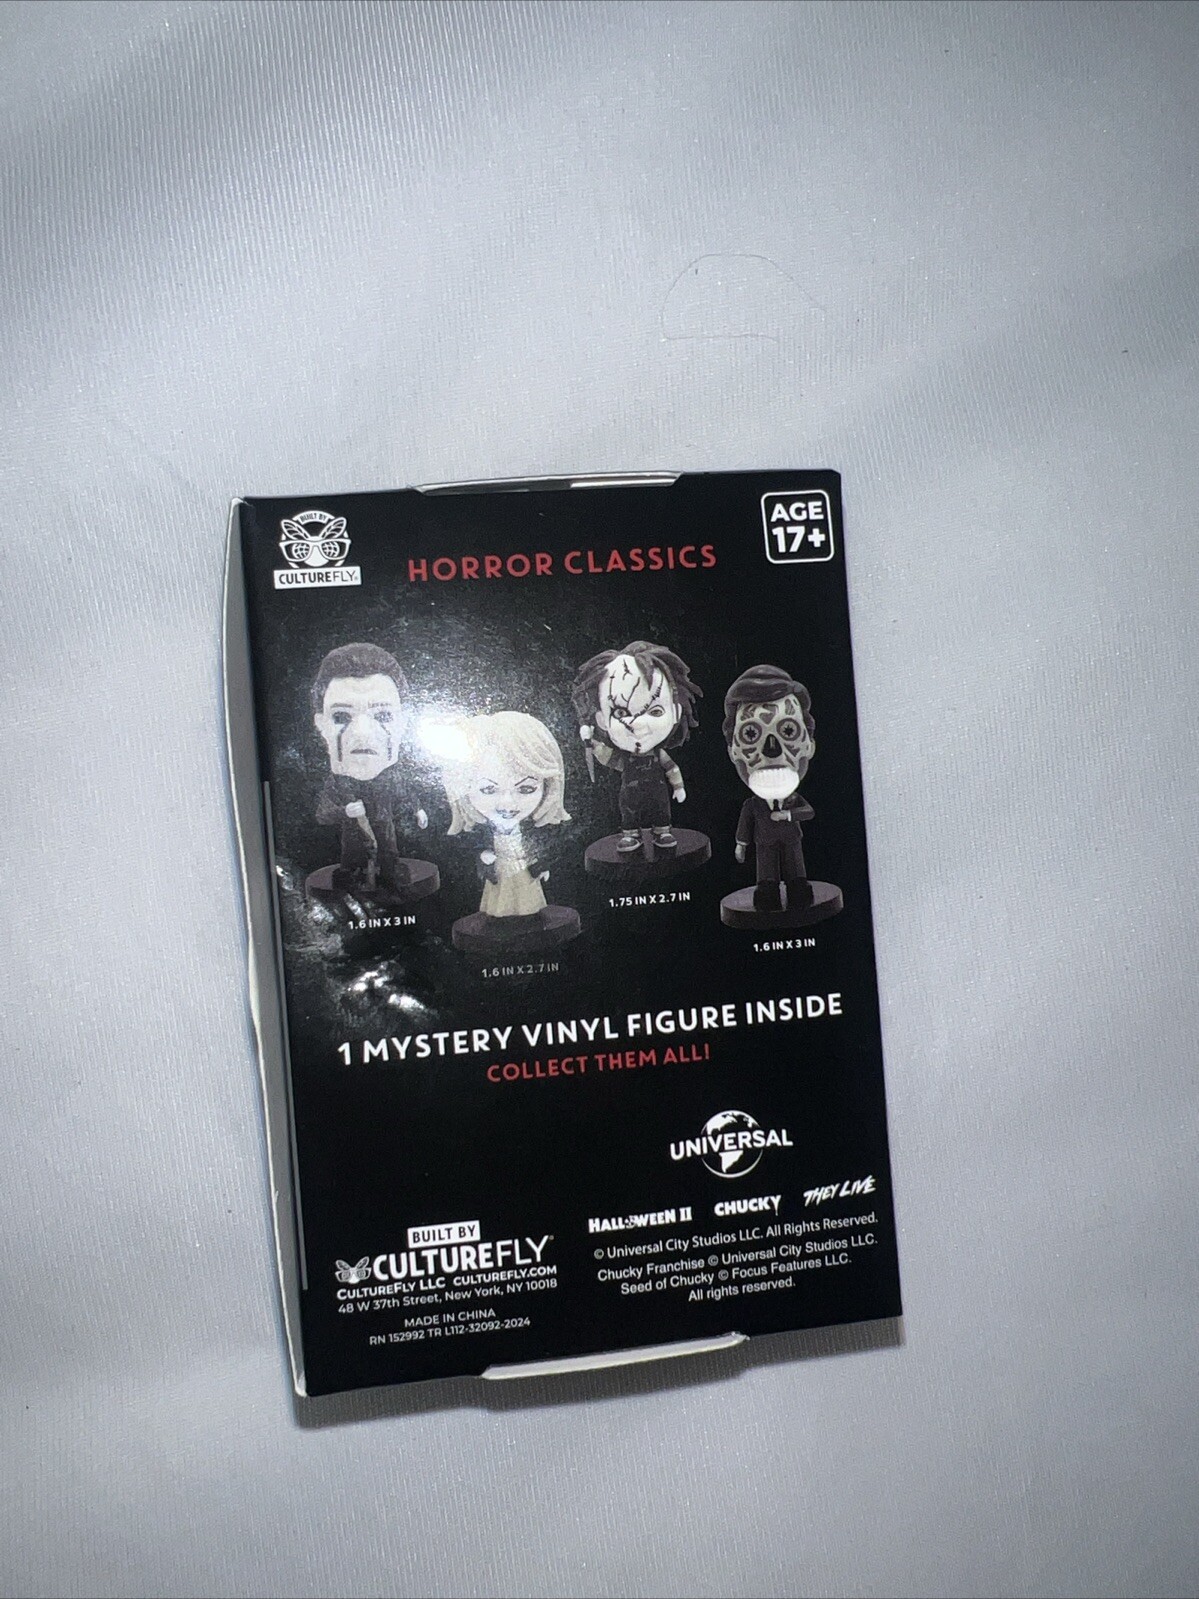 BUILT BY
CULTUREFLY®
HORROR CLASSICS
AGE
17+
1.6 IN X 3 IN
1.6 IN X 2.7 IN
1.75 IN X 2.7 IN
1.6 IN X 3 IN
1 MYSTERY VINYL FIGURE INSIDE
COLLECT THEM ALL!
UNIVERSAL
HALLOWEEN II CHUCKY THEY LIVE
© Universal City Studios LLC. All Rights Reserved.
Chucky Franchise © Universal City Studios LLC.
Seed of Chucky © Focus Features LLC.
All rights reserved.
BUILT BY
CULTUREFLY®
CULTUREFLY LLC CULTUREFLY.COM
48 W 37th Street, New York, NY 10018
MADE IN CHINA
RN 152992 TR L112-32092-2024